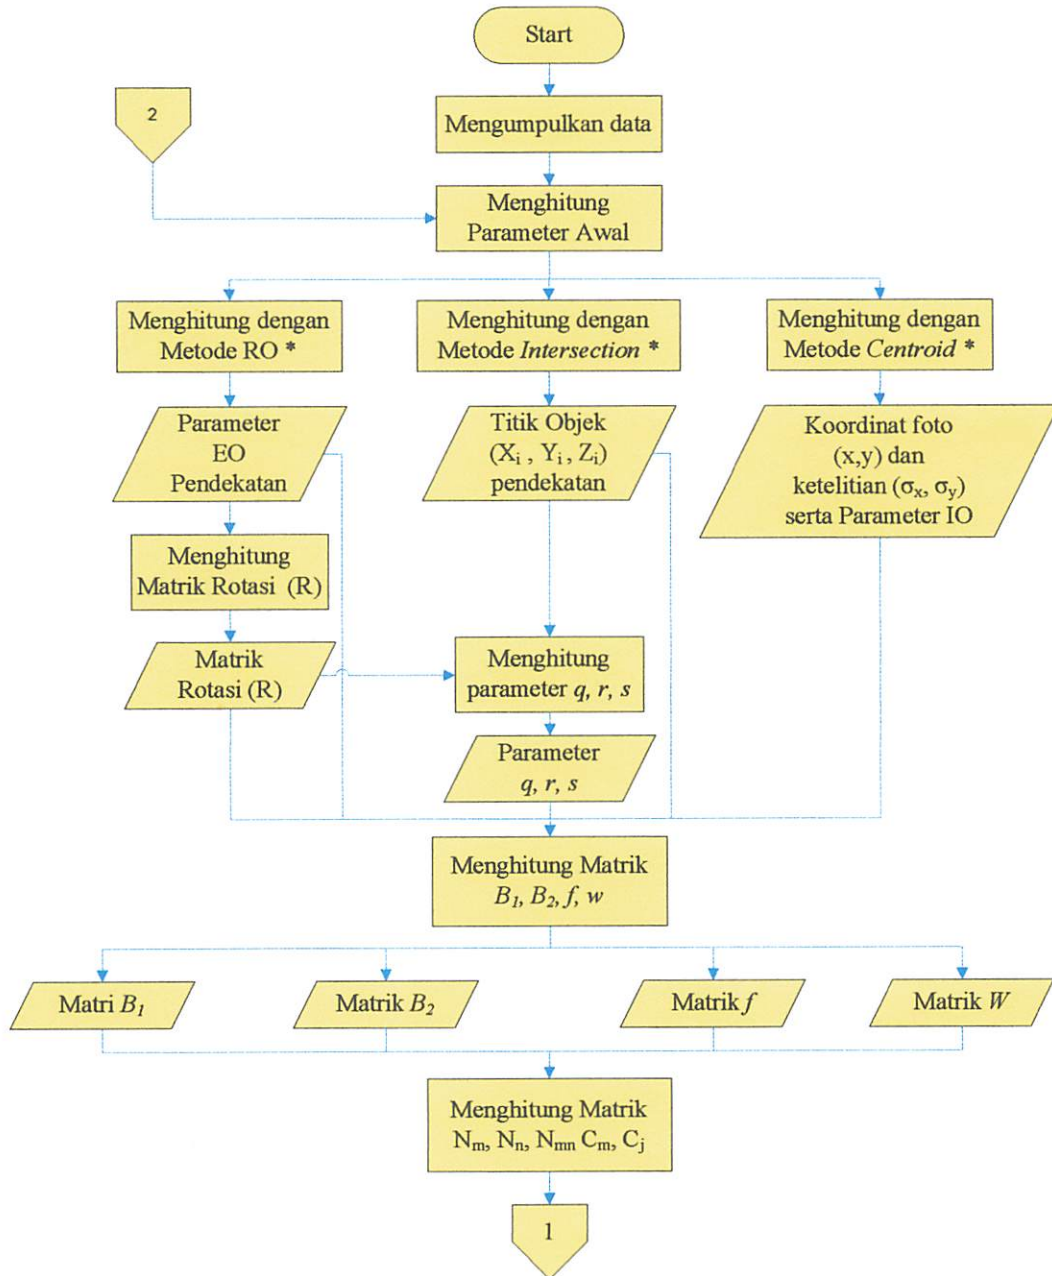 Start
2
Mengumpulkan data
Menghitung
Parameter Awal
Menghitung dengan
Metode RO *
Menghitung dengan
Metode Intersection *
Menghitung dengan
Metode Centroid *
Parameter
EO
Pendekatan
Titik Objek
(Xi , Yi , Zi)
pendekatan
Koordinat foto
(x,y) dan
ketelitian (σx, σy)
serta Parameter IO
Menghitung
Matrik Rotasi (R)
Matrik
Rotasi (R)
Menghitung
parameter q, r, s
Parameter
q, r, s
Menghitung Matrik
B1, B2, f, w
Matri B1
Matrik B2
Matrik f
Matrik W
Menghitung Matrik
Nm, Nn, Nmn Cm, Cj
1